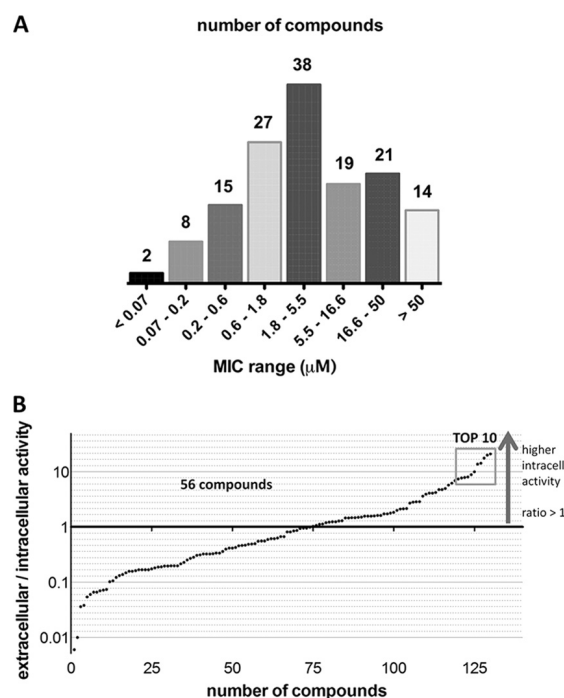 A
number of compounds
2
8
15
27
38
19
21
14
< 0.07
0.07 - 0.2
0.2 - 0.6
0.6 - 1.8
1.8 - 5.5
5.5 - 16.6
16.6 - 50
> 50
MIC range (μM)
B
extracellular / intracellular activity
10
1
0.1
0.01
56 compounds
TOP 10
higher
intracell
activity
ratio > 1
0
25
50
75
100
125
number of compounds